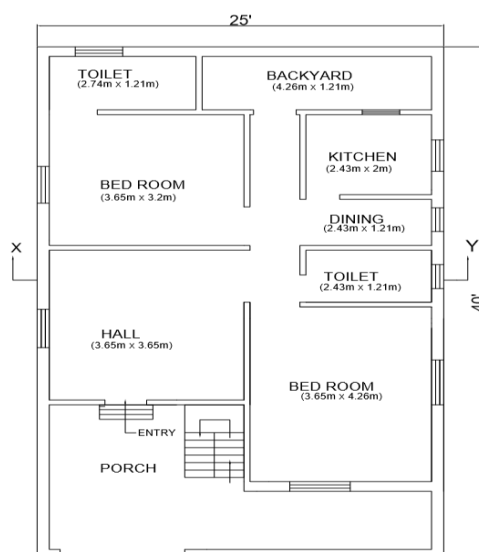 25'
TOILET
(2.74m x 1.21m)
BACKYARD
(4.26m x 1.21m)
KITCHEN
(2.43m x 2m)
BED ROOM
(3.65m x 3.2m)
DINING
(2.43m x 1.21m)
X
Y
TOILET
(2.43m x 1.21m)
40'
HALL
(3.65m x 3.65m)
BED ROOM
(3.65m x 4.26m)
ENTRY
PORCH